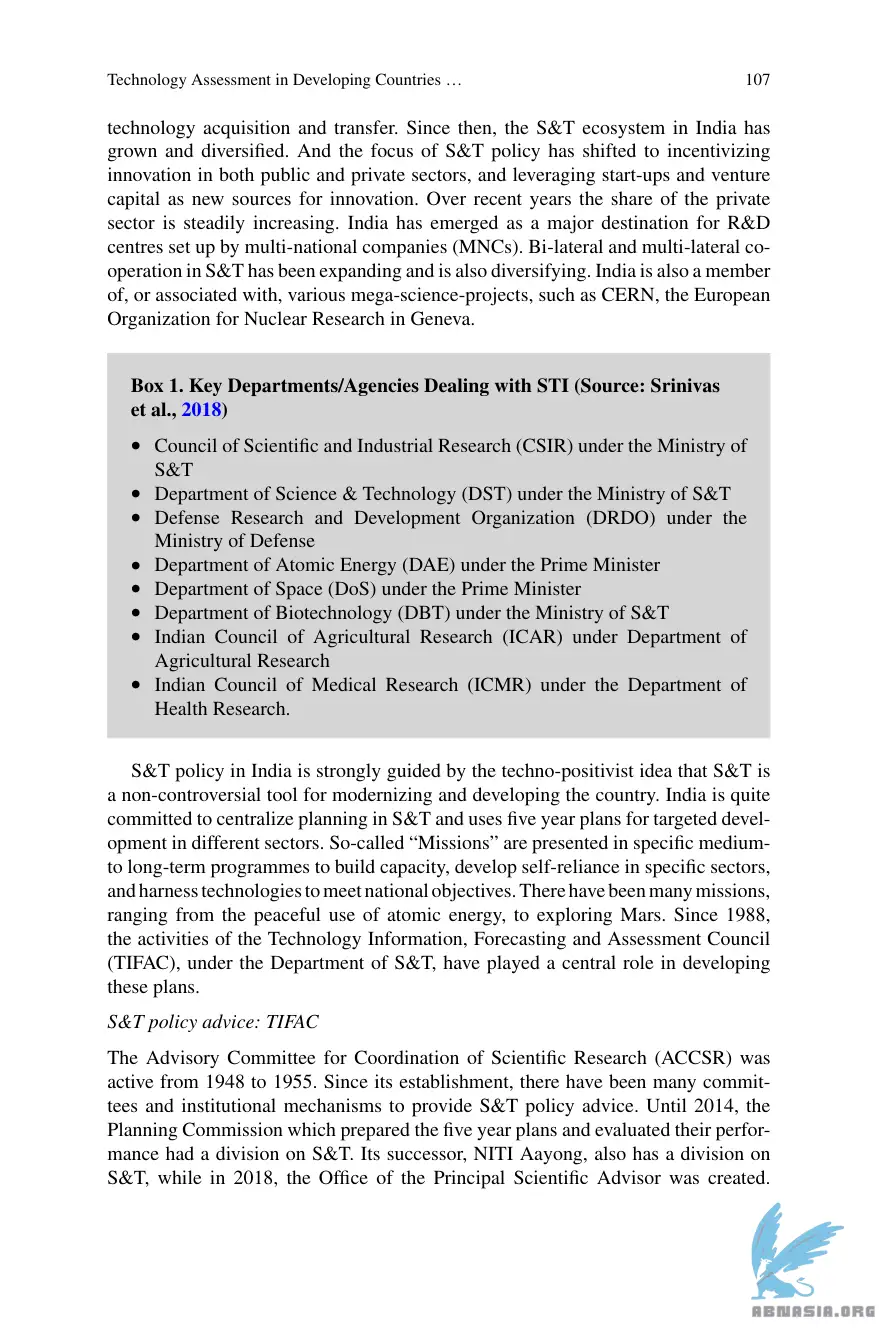 Technology Assessment in Developing Countries … 107
technology acquisition and transfer. Since then, the S&T ecosystem in India has
grown and diversified. And the focus of S&T policy has shifted to incentivizing
innovation in both public and private sectors, and leveraging start-ups and venture
capital as new sources for innovation. Over recent years the share of the private
sector is steadily increasing. India has emerged as a major destination for R&D
centres set up by multi-national companies (MNCs). Bi-lateral and multi-lateral co-
operation in S&T has been expanding and is also diversifying. India is also a member
of, or associated with, various mega-science-projects, such as CERN, the European
Organization for Nuclear Research in Geneva.
Box 1. Key Departments/Agencies Dealing with STI (Source: Srinivas
et al., 2018)
• Council of Scientific and Industrial Research (CSIR) under the Ministry of
S&T
• Department of Science & Technology (DST) under the Ministry of S&T
• Defense Research and Development Organization (DRDO) under the
Ministry of Defense
• Department of Atomic Energy (DAE) under the Prime Minister
• Department of Space (DoS) under the Prime Minister
• Department of Biotechnology (DBT) under the Ministry of S&T
• Indian Council of Agricultural Research (ICAR) under Department of
Agricultural Research
• Indian Council of Medical Research (ICMR) under the Department of
Health Research.
S&T policy in India is strongly guided by the techno-positivist idea that S&T is
a non-controversial tool for modernizing and developing the country. India is quite
committed to centralize planning in S&T and uses five year plans for targeted devel-
opment in different sectors. So-called “Missions” are presented in specific medium-
to long-term programmes to build capacity, develop self-reliance in specific sectors,
and harness technologies to meet national objectives. There have been many missions,
ranging from the peaceful use of atomic energy, to exploring Mars. Since 1988,
the activities of the Technology Information, Forecasting and Assessment Council
(TIFAC), under the Department of S&T, have played a central role in developing
these plans.
S&T policy advice: TIFAC
The Advisory Committee for Coordination of Scientific Research (ACCSR) was
active from 1948 to 1955. Since its establishment, there have been many commit-
tees and institutional mechanisms to provide S&T policy advice. Until 2014, the
Planning Commission which prepared the five year plans and evaluated their perfor-
mance had a division on S&T. Its successor, NITI Aayong, also has a division on
S&T, while in 2018, the Office of the Principal Scientific Advisor was created.
ABNASIA.ORG